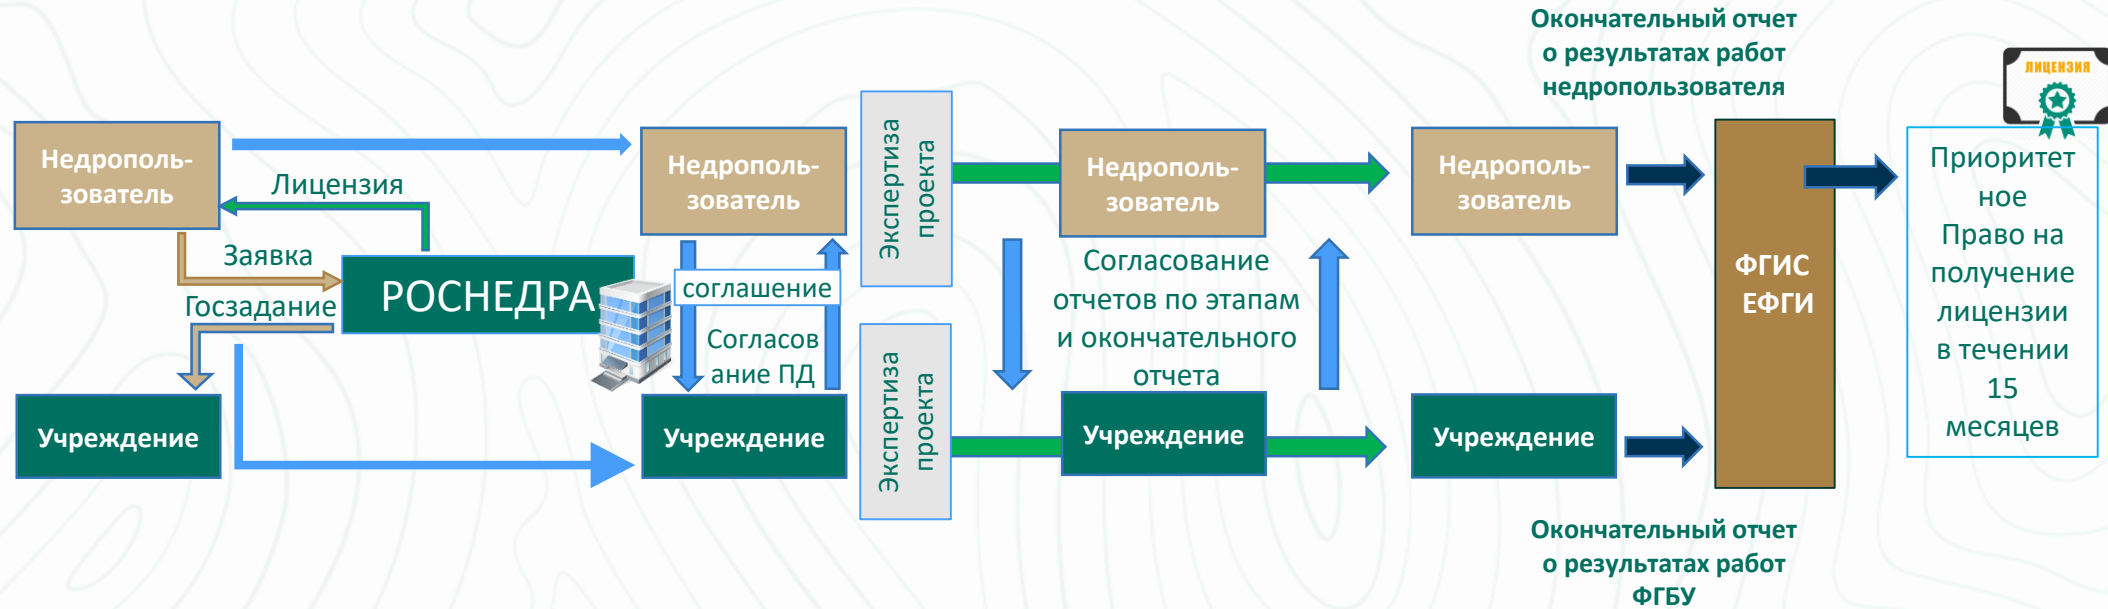 Окончательный отчет
о результатах работ
недропользователя
ЛИЦЕНЗИЯ
Недрополь-
зователь
Лицензия
Заявка
Госзадание
РОСНЕДРА
Учреждение
Недрополь-
зователь
соглашение
Согласов
ание ПД
Учреждение
Экспертиза
проекта
Экспертиза
проекта
Недрополь-
зователь
Согласование
отчетов по этапам
и окончательного
отчета
Учреждение
Недрополь-
зователь
Учреждение
ФГИС
ЕФГИ
Приоритет
ное
Право на
получение
лицензии
в течении
15
месяцев
Окончательный отчет
о результатах работ
ФГБУ